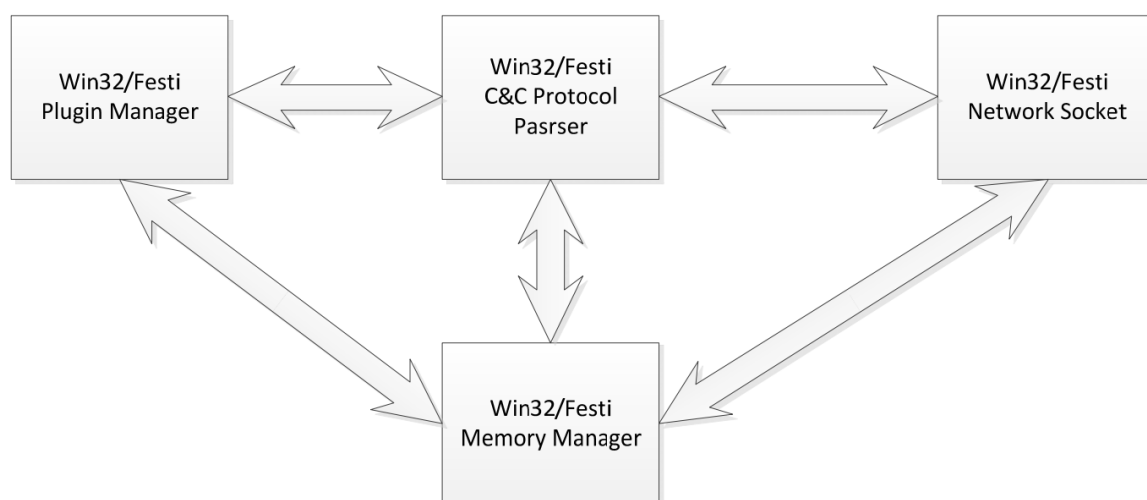 Win32/Festi
Plugin Manager
Win32/Festi
C&C Protocol
Pasrser
Win32/Festi
Network Socket
Win32/Festi
Memory Manager